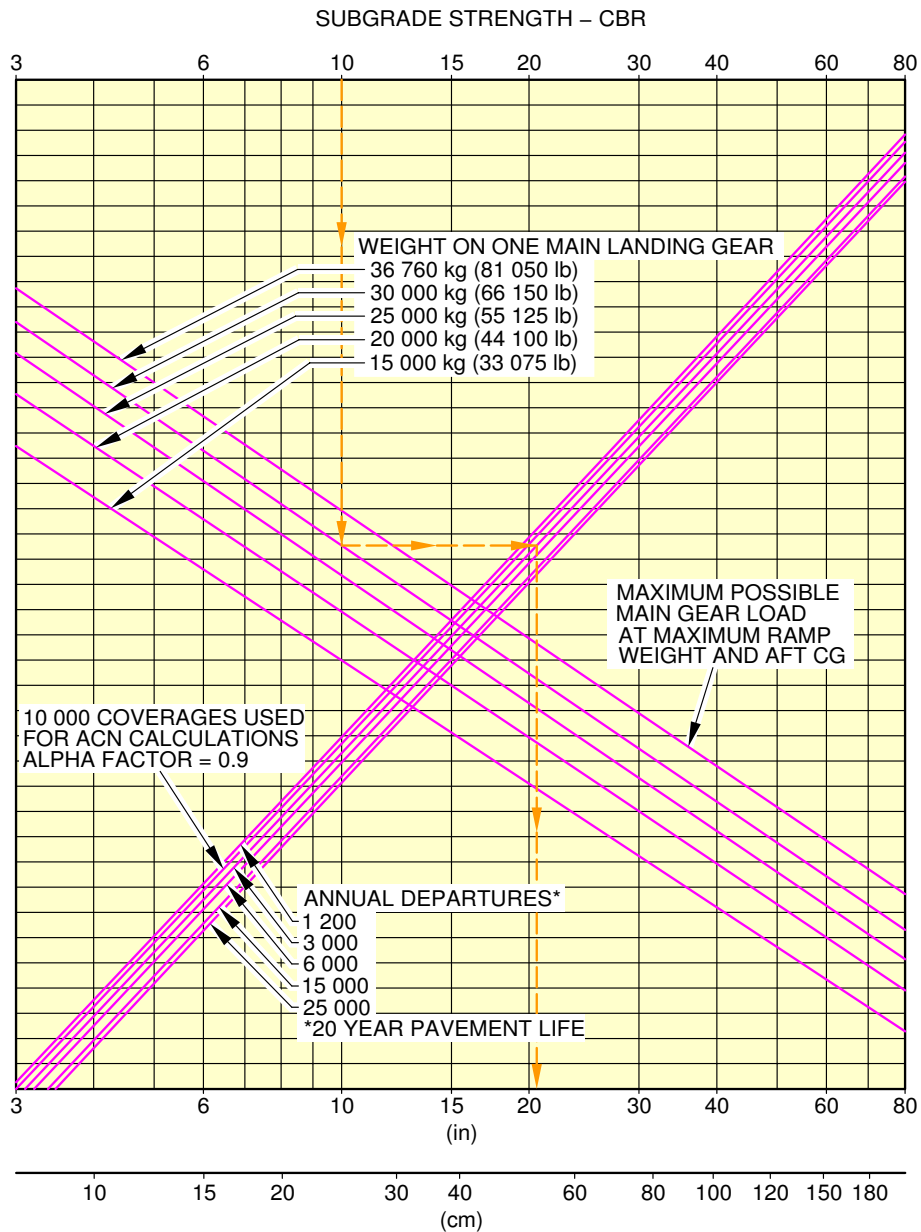 SUBGRADE STRENGTH – CBR
3 6 10 15 20 30 40 60 80
WEIGHT ON ONE MAIN LANDING GEAR
36 760 kg (81 050 lb)
30 000 kg (66 150 lb)
25 000 kg (55 125 lb)
20 000 kg (44 100 lb)
15 000 kg (33 075 lb)
MAXIMUM POSSIBLE
MAIN GEAR LOAD
AT MAXIMUM RAMP
WEIGHT AND AFT CG
10 000 COVERAGES USED
FOR ACN CALCULATIONS
ALPHA FACTOR = 0.9
ANNUAL DEPARTURES*
1 200
3 000
6 000
15 000
25 000
*20 YEAR PAVEMENT LIFE
3 6 10 15 20 30 40 60 80
(in)
10 15 20 30 40 60 80 100 120 150 180
(cm)